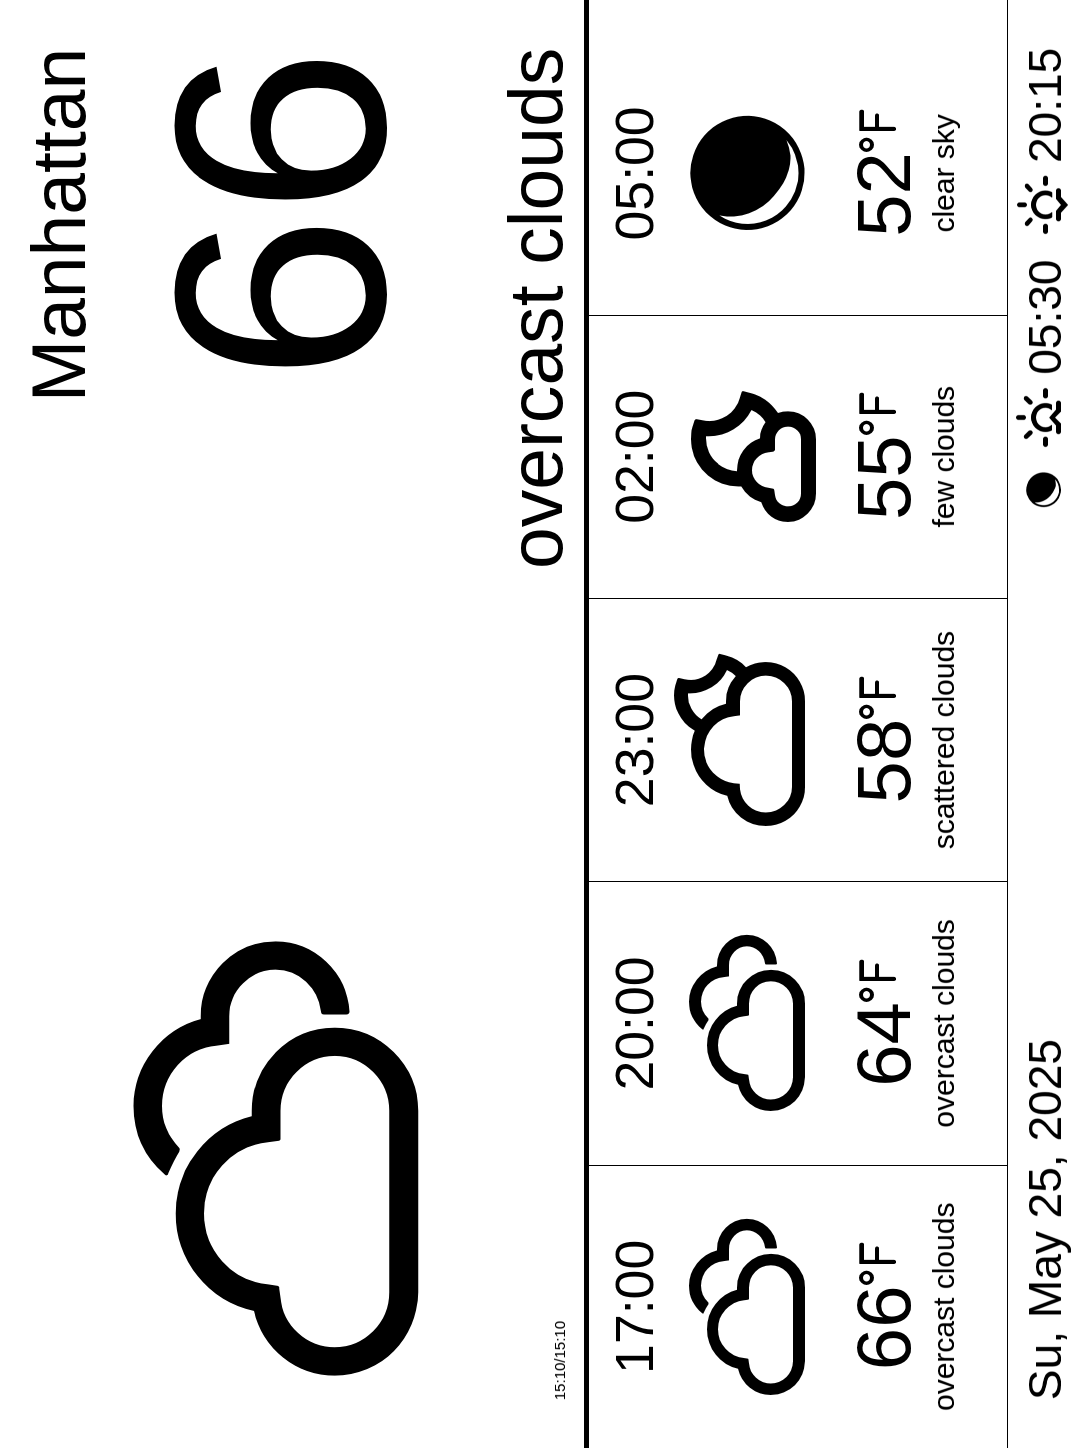 Manhattan
66
overcast clouds
15:10/15:10
17:00 20:00 23:00 02:00 05:00
66°F 64°F 58°F 55°F 52°F
overcast clouds overcast clouds scattered clouds few clouds clear sky
Su, May 25, 2025 05:30 20:15